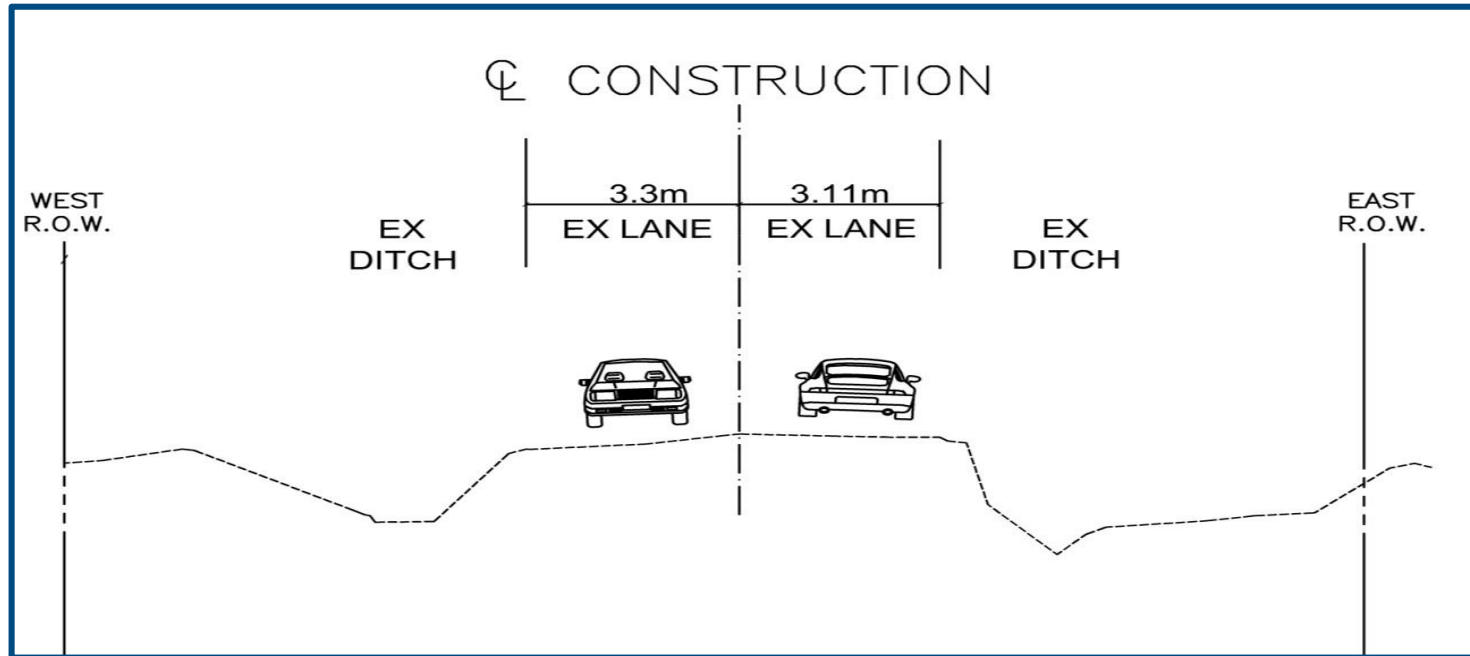 ℄ CONSTRUCTION
3.3m
3.11m
WEST
R.O.W.
EX
DITCH
EX LANE
EX LANE
EX
DITCH
EAST
R.O.W.